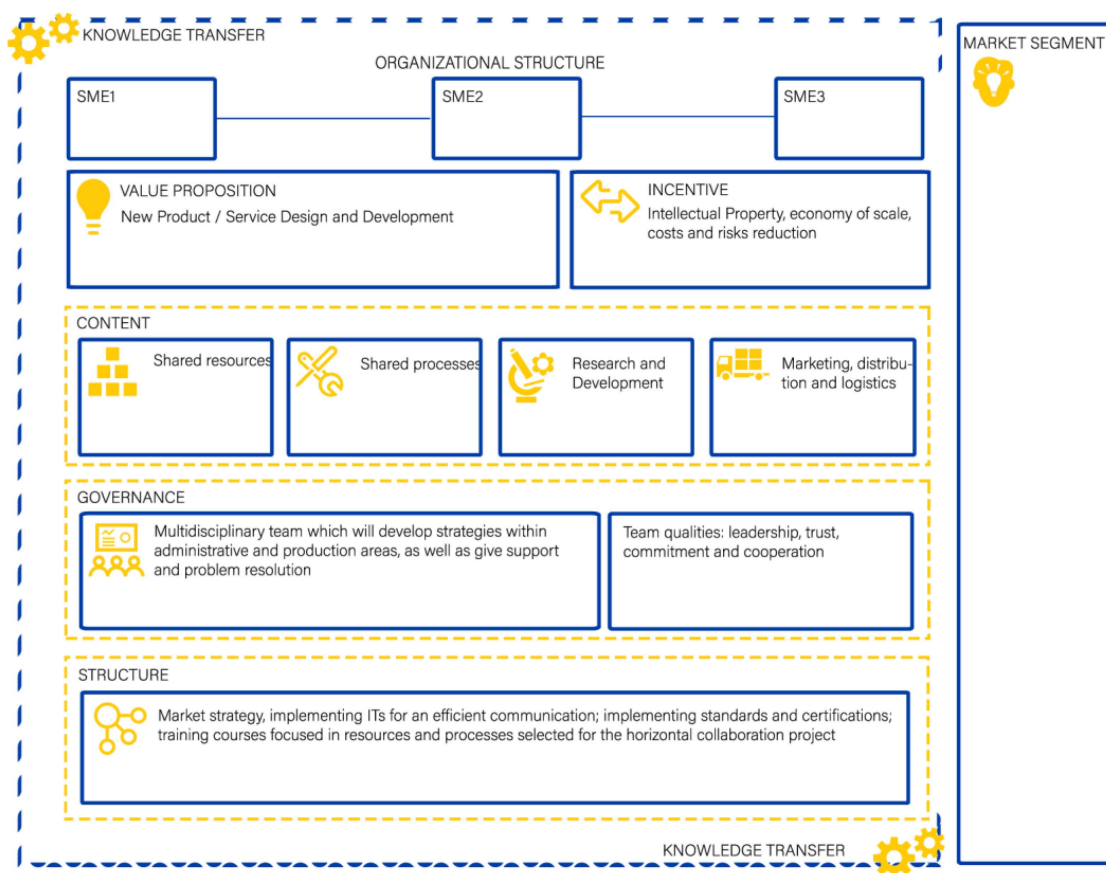 KNOWLEDGE TRANSFER
MARKET SEGMENT
ORGANIZATIONAL STRUCTURE
SME1
SME2
SME3
VALUE PROPOSITION
New Product / Service Design and Development
INCENTIVE
Intellectual Property, economy of scale,
costs and risks reduction
CONTENT
Shared resources
Shared processes
Research and
Development
Marketing, distribu-
tion and logistics
GOVERNANCE
Multidisciplinary team which will develop strategies within
administrative and production areas, as well as give support
and problem resolution
Team qualities: leadership, trust,
commitment and cooperation
STRUCTURE
Market strategy, implementing ITs for an efficient communication; implementing standards and certifications;
training courses focused in resources and processes selected for the horizontal collaboration project
KNOWLEDGE TRANSFER